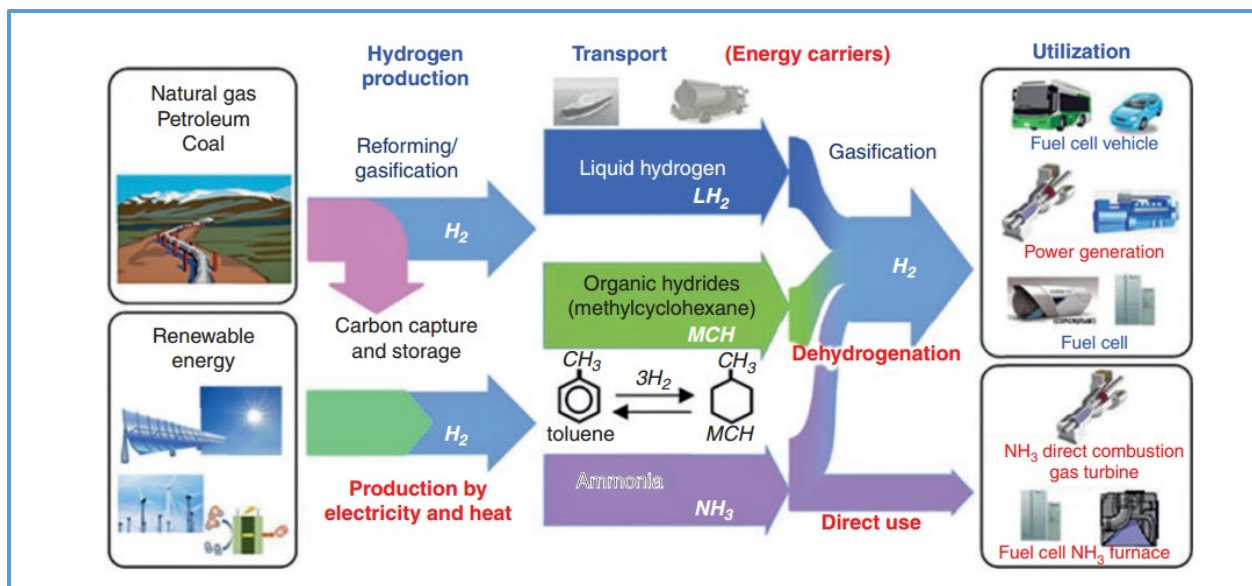 Hydrogen
production
Transport
(Energy carriers)
Utilization
Natural gas
Petroleum
Coal
Reforming/
gasification
H2
Carbon capture
and storage
Renewable
energy
H2
Production by
electricity and heat
Liquid hydrogen
LH2
Organic hydrides
(methylcyclohexane)
MCH
CH3
3H2
CH3
toluene
MCH
Ammonia
NH3
Gasification
H2
Dehydrogenation
Direct use
Fuel cell vehicle
Power generation
(conceptual)
Fuel cell
NH3 direct combustion
gas turbine
Fuel cell NH3 furnace